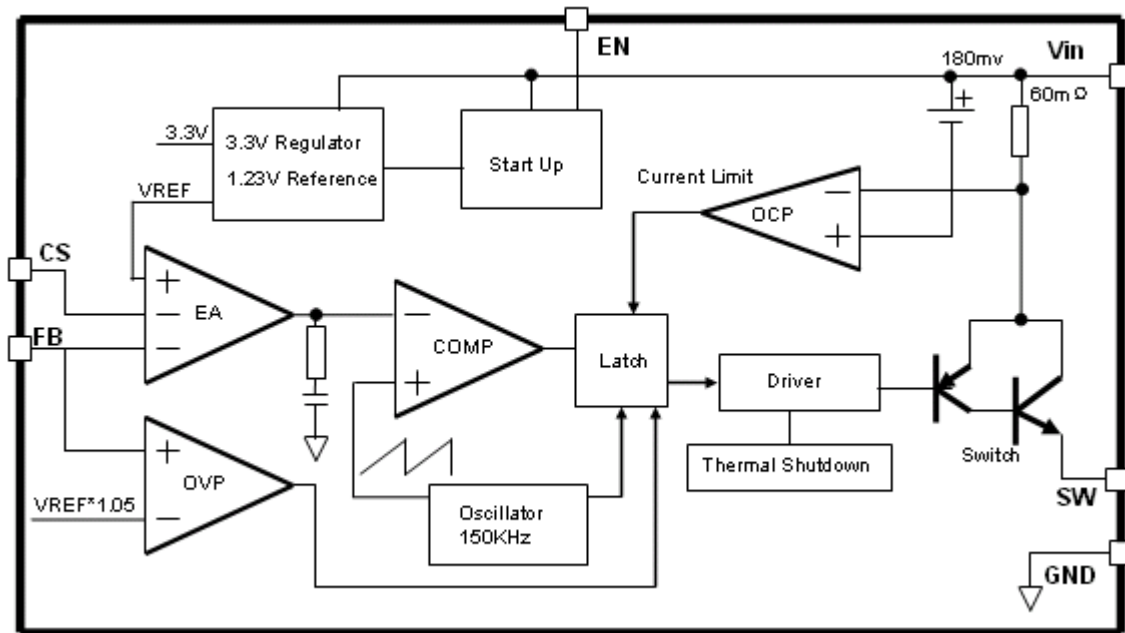 EN
Vin
180mv
60mΩ
3.3V
3.3V Regulator
1.23V Reference
Start Up
VREF
Current Limit
OCP
CS
EA
FB
COMP
Latch
Driver
Thermal Shutdown
Switch
OVP
VREF*1.05
Oscillator
150KHz
SW
GND